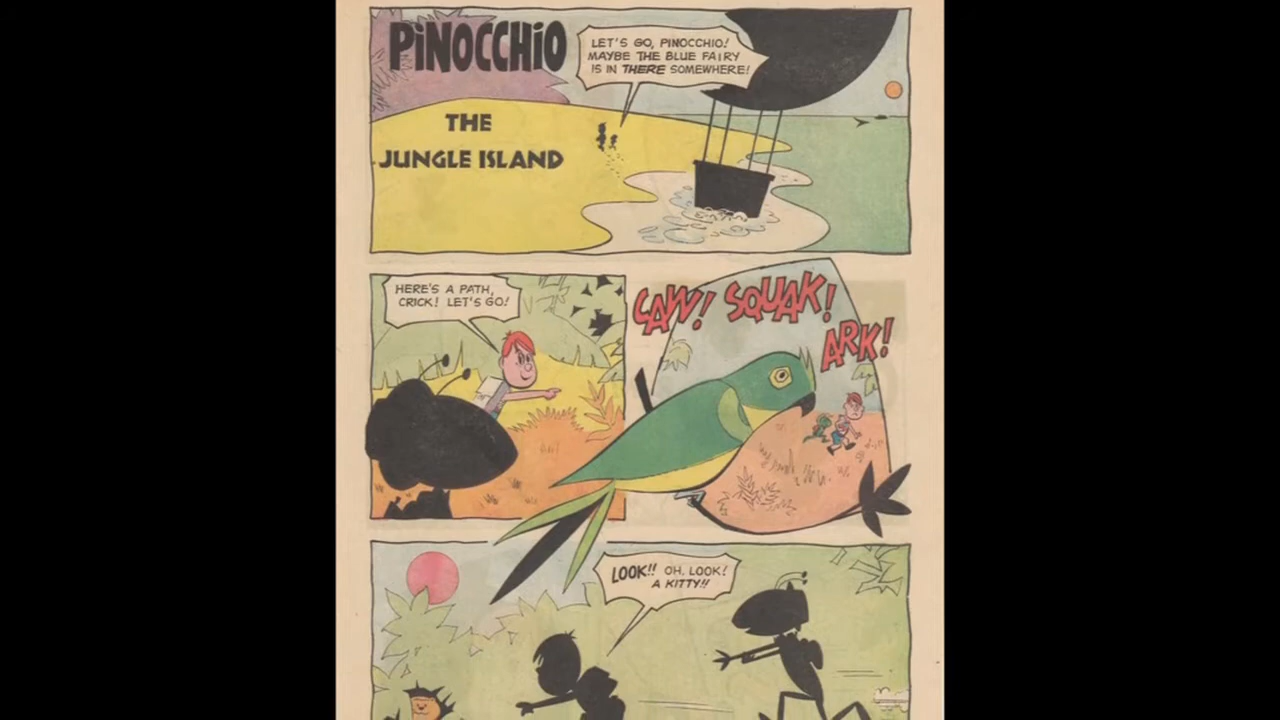 PiNOCCHiO
LET'S GO, PINOCCHIO!
MAYBE THE BLUE FAIRY
IS IN THERE SOMEWHERE!
THE
JUNGLE ISLAND
HERE'S A PATH,
CRICK! LET'S GO!
CAW! SQUAK!
ARK!
LOOK!! OH, LOOK!
A KITTY!!